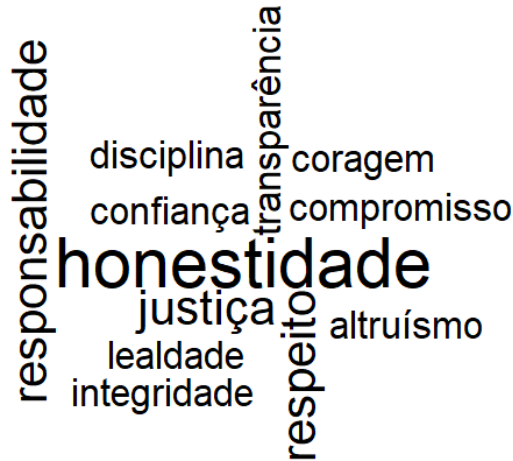 responsabilidade
transparência
disciplina
coragem
confiança
compromisso
honestidade
justiça
respeito
altruísmo
lealdade
integridade